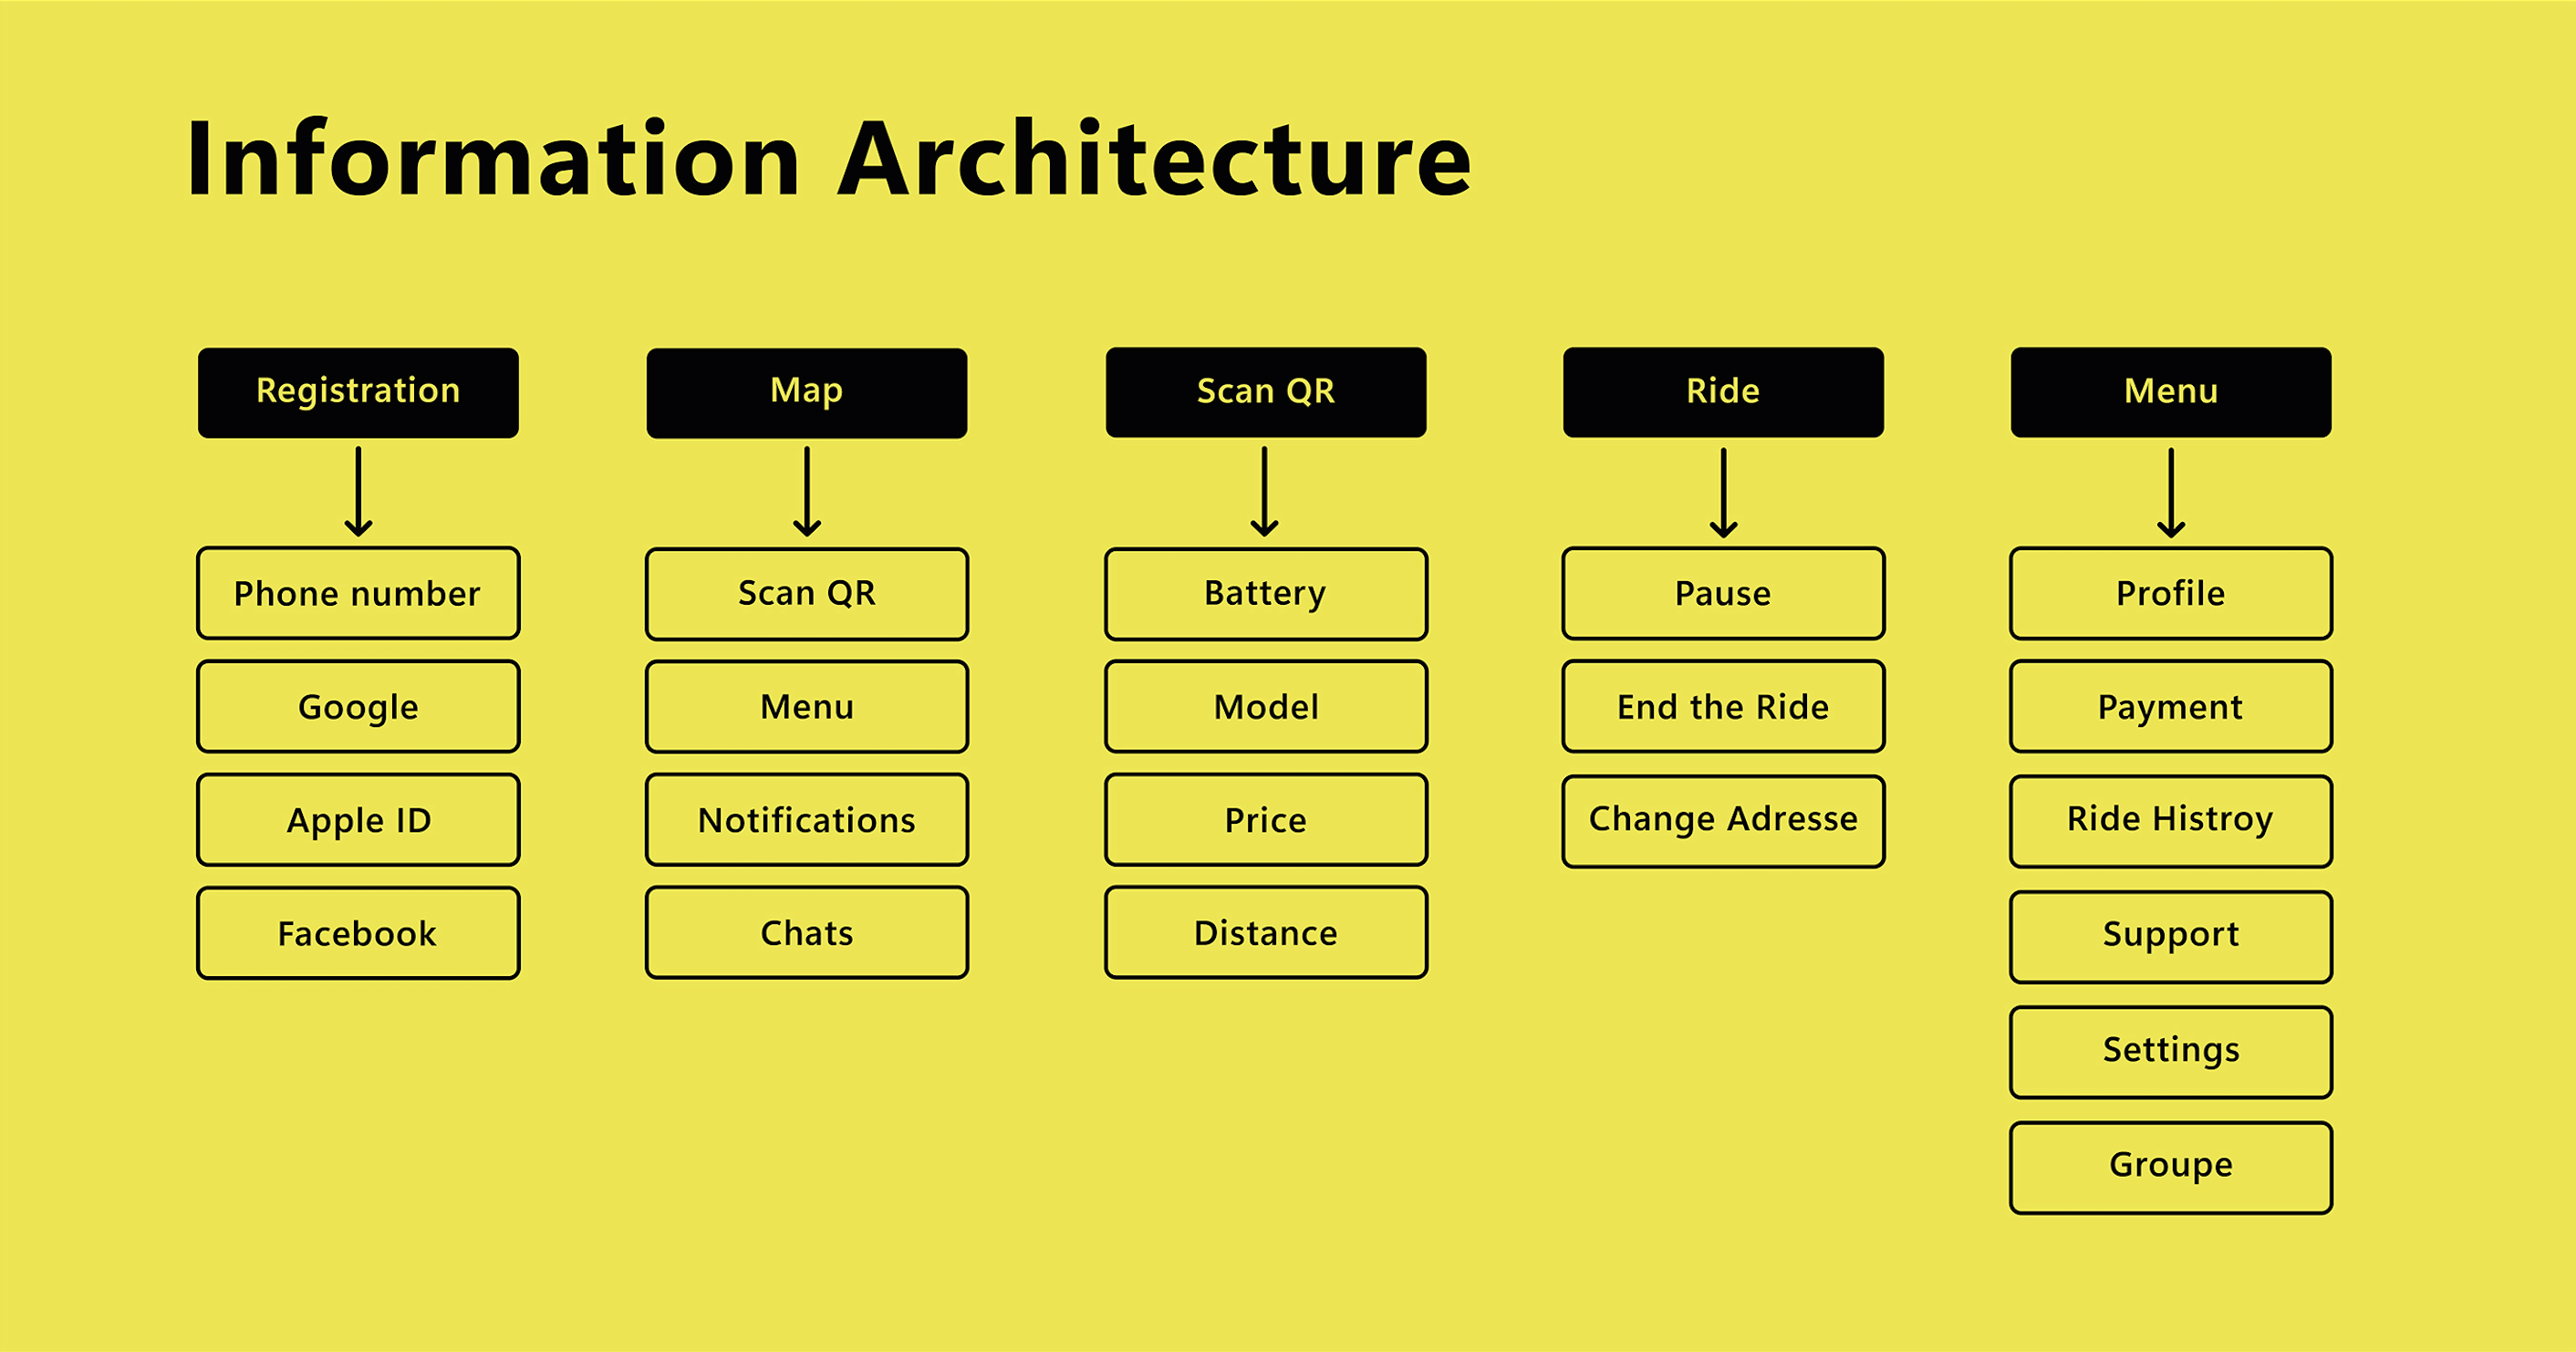 Information Architecture
Registration
Phone number
Google
Apple ID
Facebook
Map
Scan QR
Menu
Notifications
Chats
Scan QR
Battery
Model
Price
Distance
Ride
Pause
End the Ride
Change Adresse
Menu
Profile
Payment
Ride Histroy
Support
Settings
Groupe